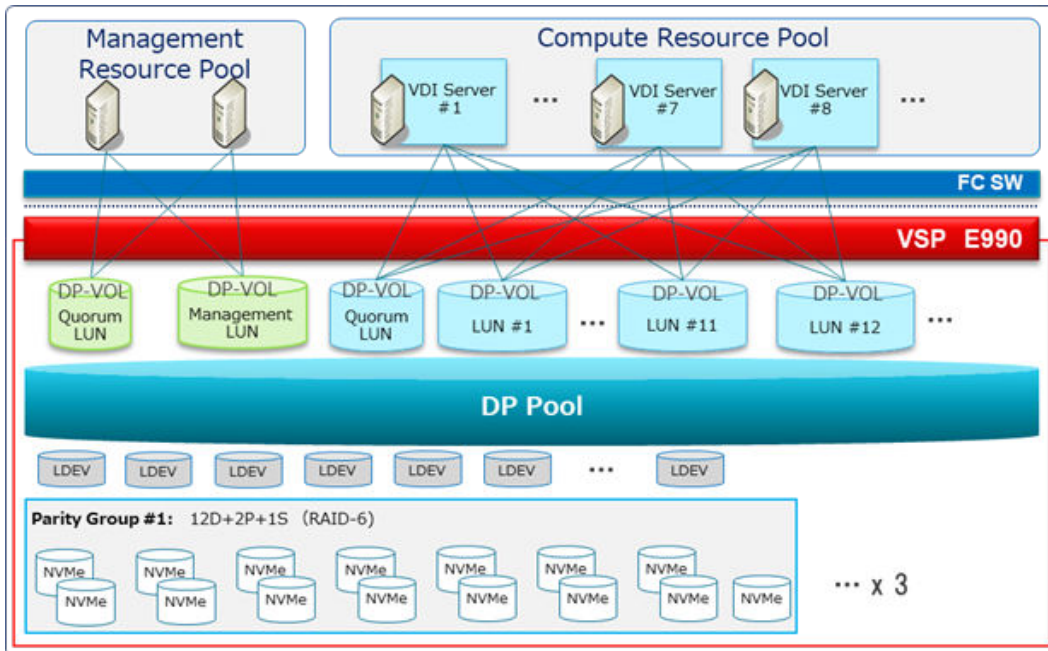 Management
Resource Pool
Compute Resource Pool
VDI Server
#1
...
VDI Server
#7
VDI Server
#8
...
FC SW
VSP E990
DP-VOL
Quorum
LUN
DP-VOL
Management
LUN
DP-VOL
Quorum
LUN
DP-VOL
LUN #1
...
DP-VOL
LUN #11
DP-VOL
LUN #12
...
DP Pool
LDEV
LDEV
LDEV
LDEV
LDEV
LDEV
...
LDEV
Parity Group #1: 12D+2P+1S (RAID-6)
NVMe NVMe NVMe NVMe NVMe NVMe NVMe
NVMe NVMe NVMe NVMe NVMe NVMe NVMe NVMe
... x 3